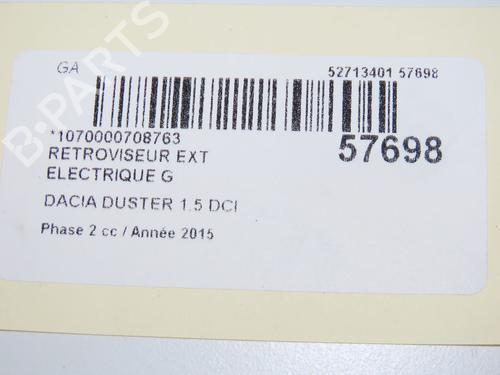 GA
52713401 57698
*1070000708763
57698
RETROVISEUR EXT
ELECTRIQUE G
DACIA DUSTER 1.5 DCI
Phase 2 cc / Année 2015
B-PARTS